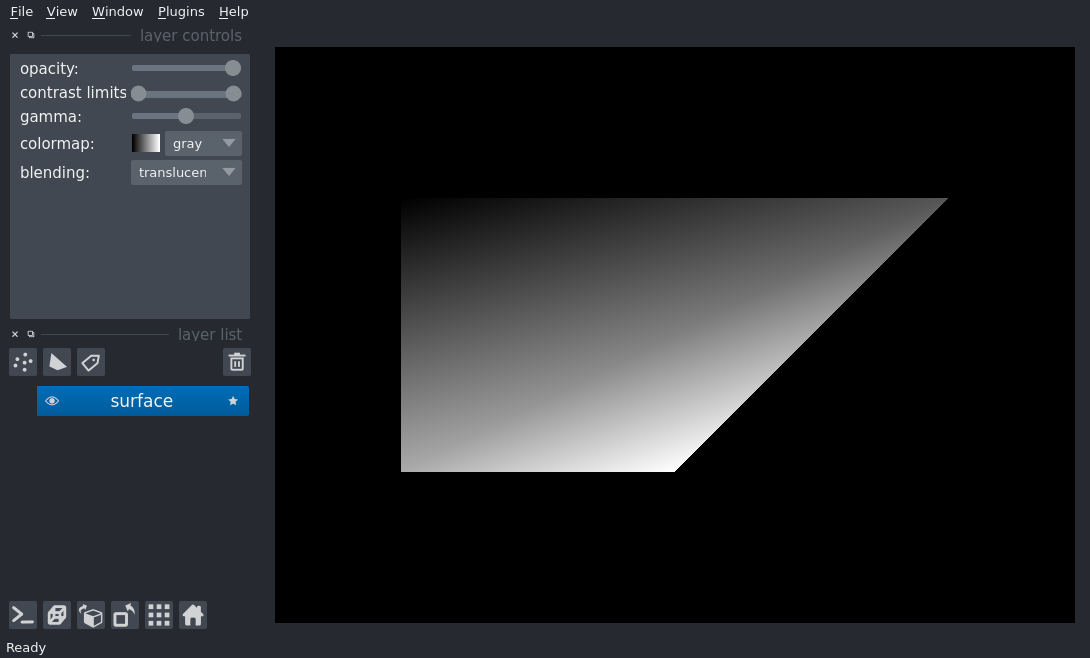 File View Window Plugins Help
layer controls
opacity:
contrast limits
gamma:
colormap: gray
blending: translucen
layer list
surface
Ready